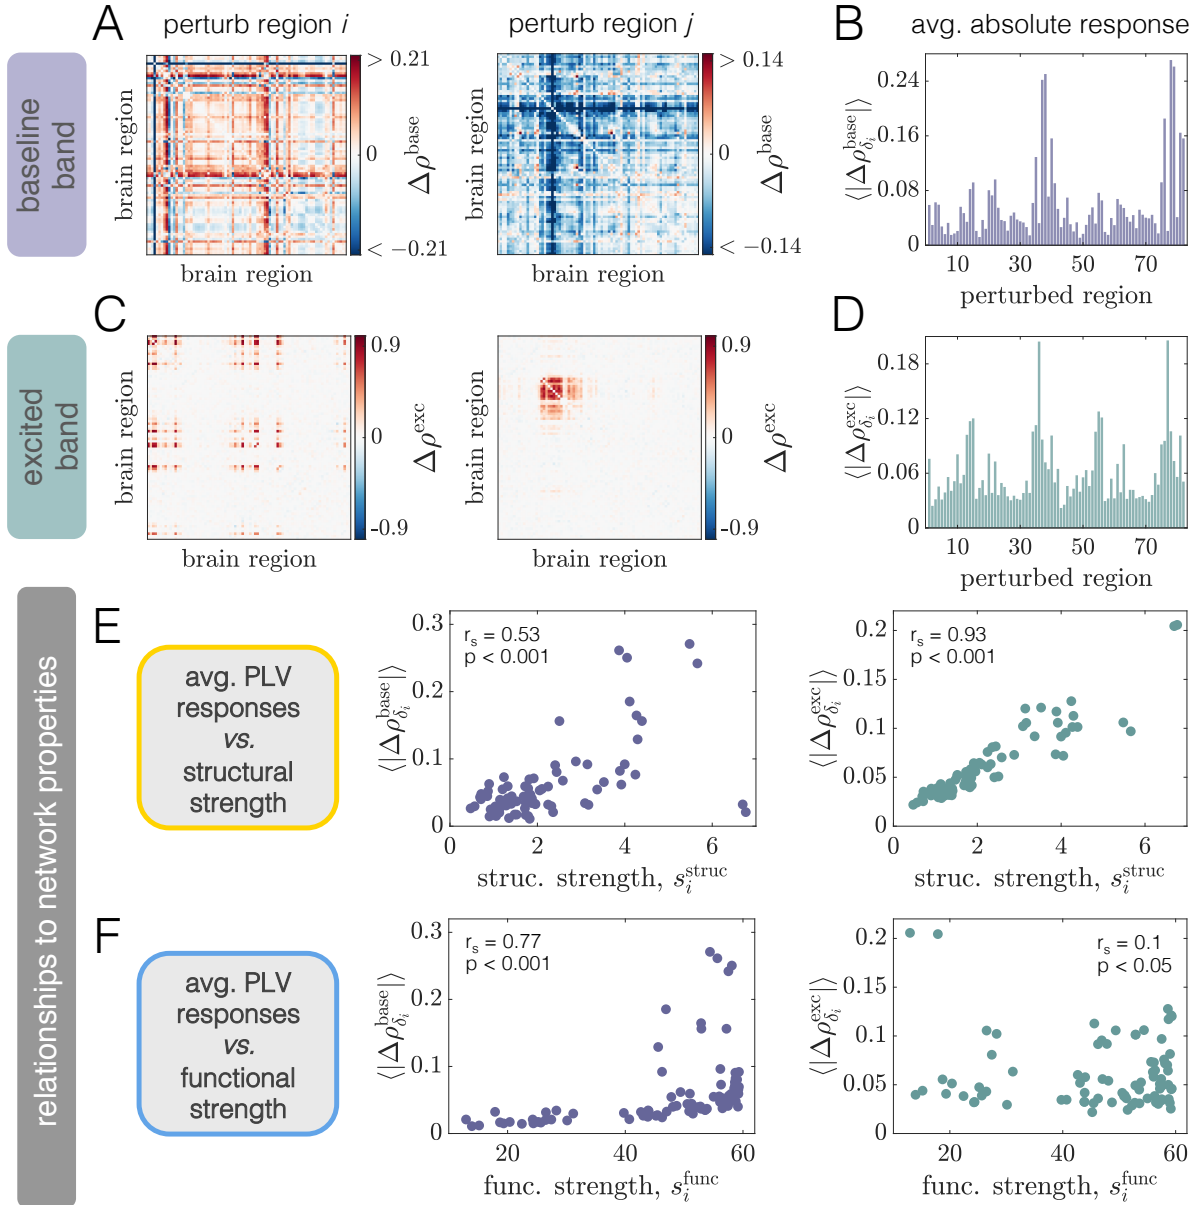 A
perturb region i
perturb region j
B
avg. absolute response
baseline
band
brain region
> 0.21
0
< −0.21
Δρ^base
brain region
brain region
> 0.14
0
< −0.14
Δρ^base
brain region
⟨|Δρ^base_δi|⟩
0.24
0.16
0.08
0
10 30 50 70
perturbed region
C
D
excited
band
brain region
0.9
0
-0.9
Δρ^exc
brain region
brain region
0.9
0
-0.9
Δρ^exc
brain region
⟨|Δρ^exc_δi|⟩
0.18
0.12
0.06
0
10 30 50 70
perturbed region
relationships to network properties
E
avg. PLV
responses
vs.
structural
strength
⟨|Δρ^base_δi|⟩
0.3
0.2
0.1
0
r_s = 0.53
p < 0.001
0 2 4 6
struc. strength, s_i^struc
⟨|Δρ^exc_δi|⟩
0.2
0.15
0.1
0.05
0
r_s = 0.93
p < 0.001
0 2 4 6
struc. strength, s_i^struc
F
avg. PLV
responses
vs.
functional
strength
⟨|Δρ^base_δi|⟩
0.3
0.2
0.1
0
r_s = 0.77
p < 0.001
20 40 60
func. strength, s_i^func
⟨|Δρ^exc_δi|⟩
0.2
0.15
0.1
0.05
0
r_s = 0.1
p < 0.05
20 40 60
func. strength, s_i^func